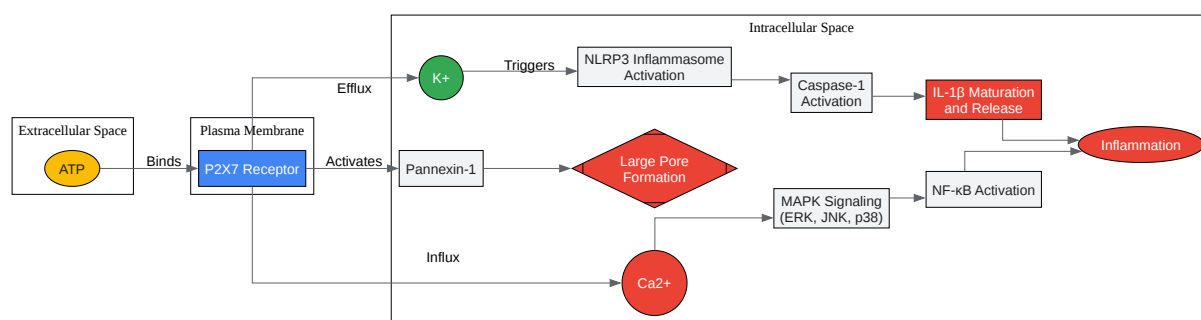 Intracellular Space
NLRP3 Inflammasome
Activation
Triggers
K+
Efflux
Caspase-1
Activation
IL-1β Maturation
and Release
Extracellular Space
Plasma Membrane
ATP
Binds
P2X7 Receptor
Activates
Pannexin-1
Large Pore
Formation
Inflammation
MAPK Signaling
(ERK, JNK, p38)
NF-κB Activation
Influx
Ca2+